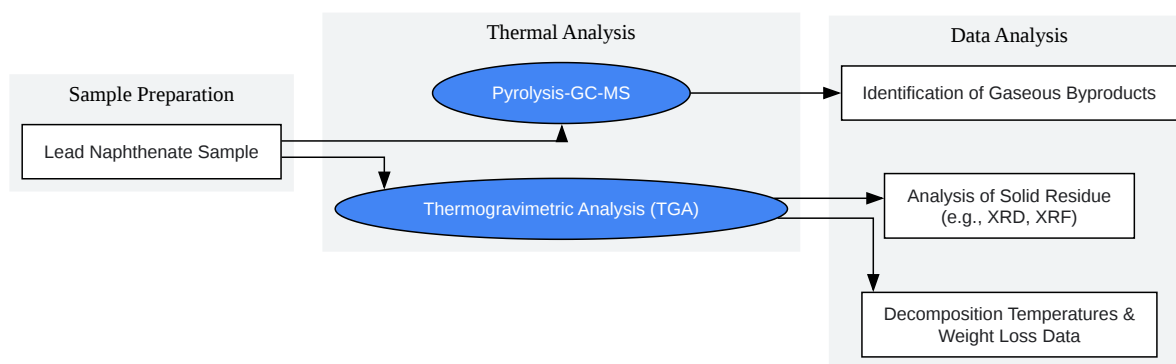 Sample Preparation
Lead Naphthenate Sample
Thermal Analysis
Pyrolysis-GC-MS
Thermogravimetric Analysis (TGA)
Data Analysis
Identification of Gaseous Byproducts
Analysis of Solid Residue
(e.g., XRD, XRF)
Decomposition Temperatures &
Weight Loss Data